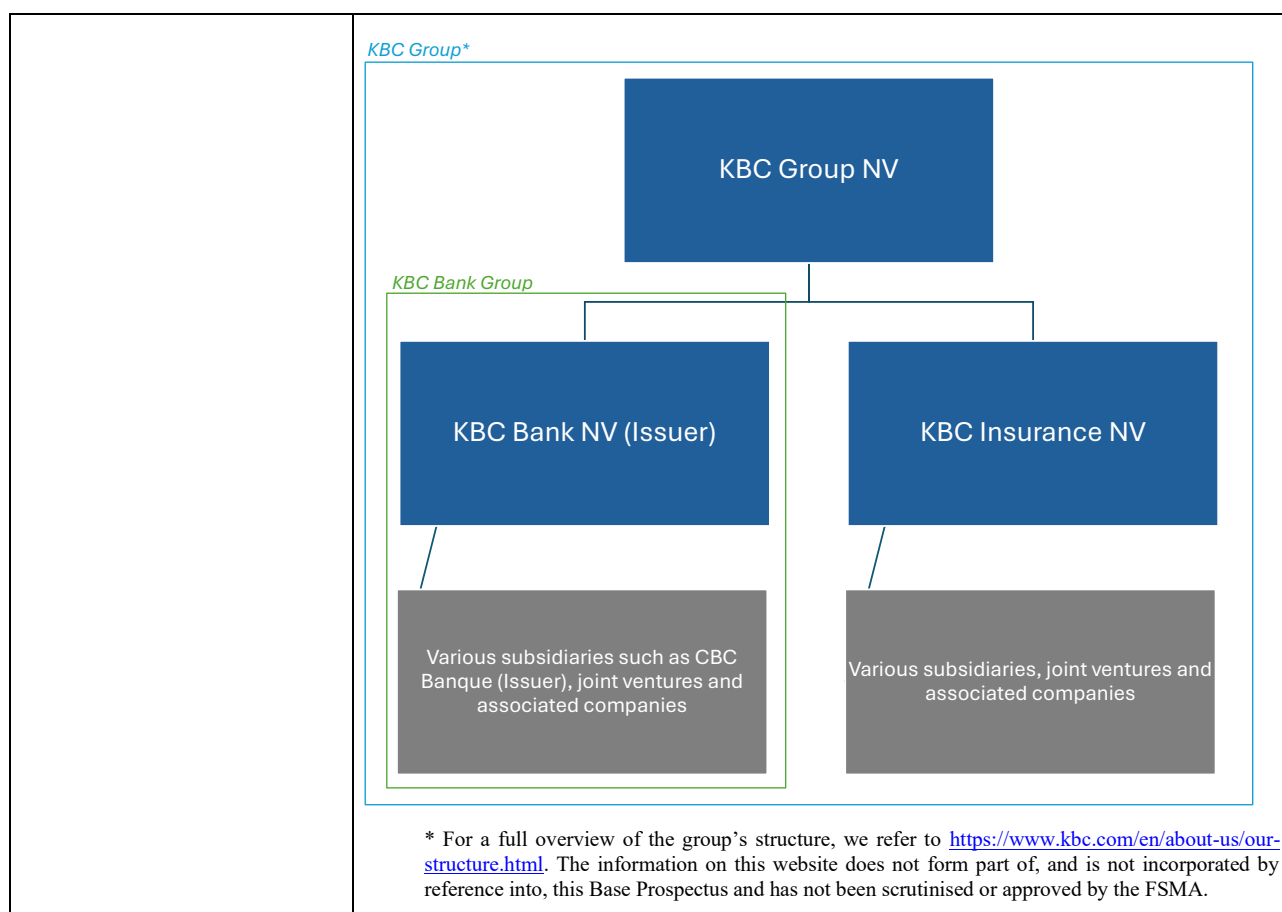 KBC Group*
KBC Group NV
KBC Bank Group
KBC Bank NV (Issuer)
KBC Insurance NV
Various subsidiaries such as CBC
Banque (Issuer), joint ventures and
associated companies
Various subsidiaries, joint ventures and
associated companies
* For a full overview of the group’s structure, we refer to https://www.kbc.com/en/about-us/our-
structure.html. The information on this website does not form part of, and is not incorporated by
reference into, this Base Prospectus and has not been scrutinised or approved by the FSMA.